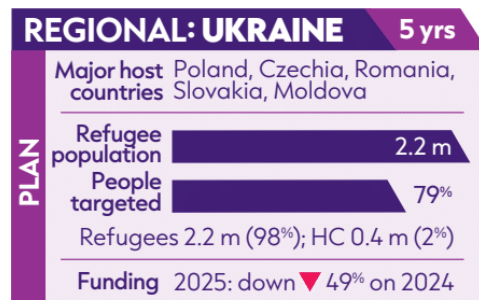 REGIONAL: UKRAINE 5 yrs
PLAN
Major host Poland, Czechia, Romania,
countries Slovakia, Moldova
Refugee
population 2.2 m
People
targeted 79%
Refugees 2.2 m (98%); HC 0.4 m (2%)
Funding 2025: down ▼ 49% on 2024